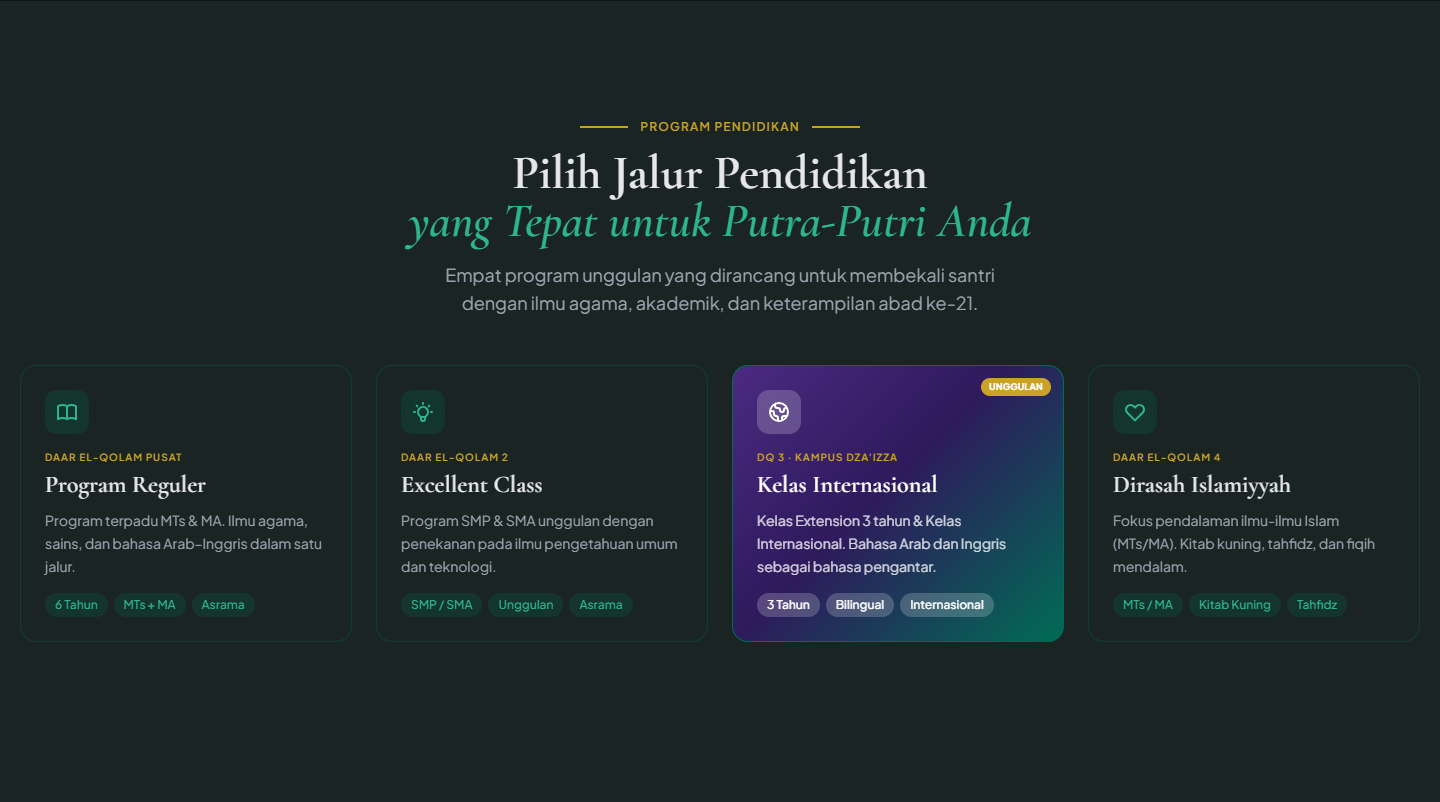 PROGRAM PENDIDIKAN
Pilih Jalur Pendidikan
yang Tepat untuk Putra-Putri Anda
Empat program unggulan yang dirancang untuk membekali santri
dengan ilmu agama, akademik, dan keterampilan abad ke-21.
DAAR EL-QOLAM PUSAT
Program Reguler
Program terpadu MTs & MA. Ilmu agama,
sains, dan bahasa Arab–Inggris dalam satu
jalur.
6 Tahun
MTs + MA
Asrama
DAAR EL-QOLAM 2
Excellent Class
Program SMP & SMA unggulan dengan
penekanan pada ilmu pengetahuan umum
dan teknologi.
SMP / SMA
Unggulan
Asrama
UNGGULAN
DQ 3 · KAMPUS DZA'IZZA
Kelas Internasional
Kelas Extension 3 tahun & Kelas
Internasional. Bahasa Arab dan Inggris
sebagai bahasa pengantar.
3 Tahun
Bilingual
Internasional
DAAR EL-QOLAM 4
Dirasah Islamiyyah
Fokus pendalaman ilmu-ilmu Islam
(MTs/MA). Kitab kuning, tahfidz, dan fiqih
mendalam.
MTs / MA
Kitab Kuning
Tahfidz